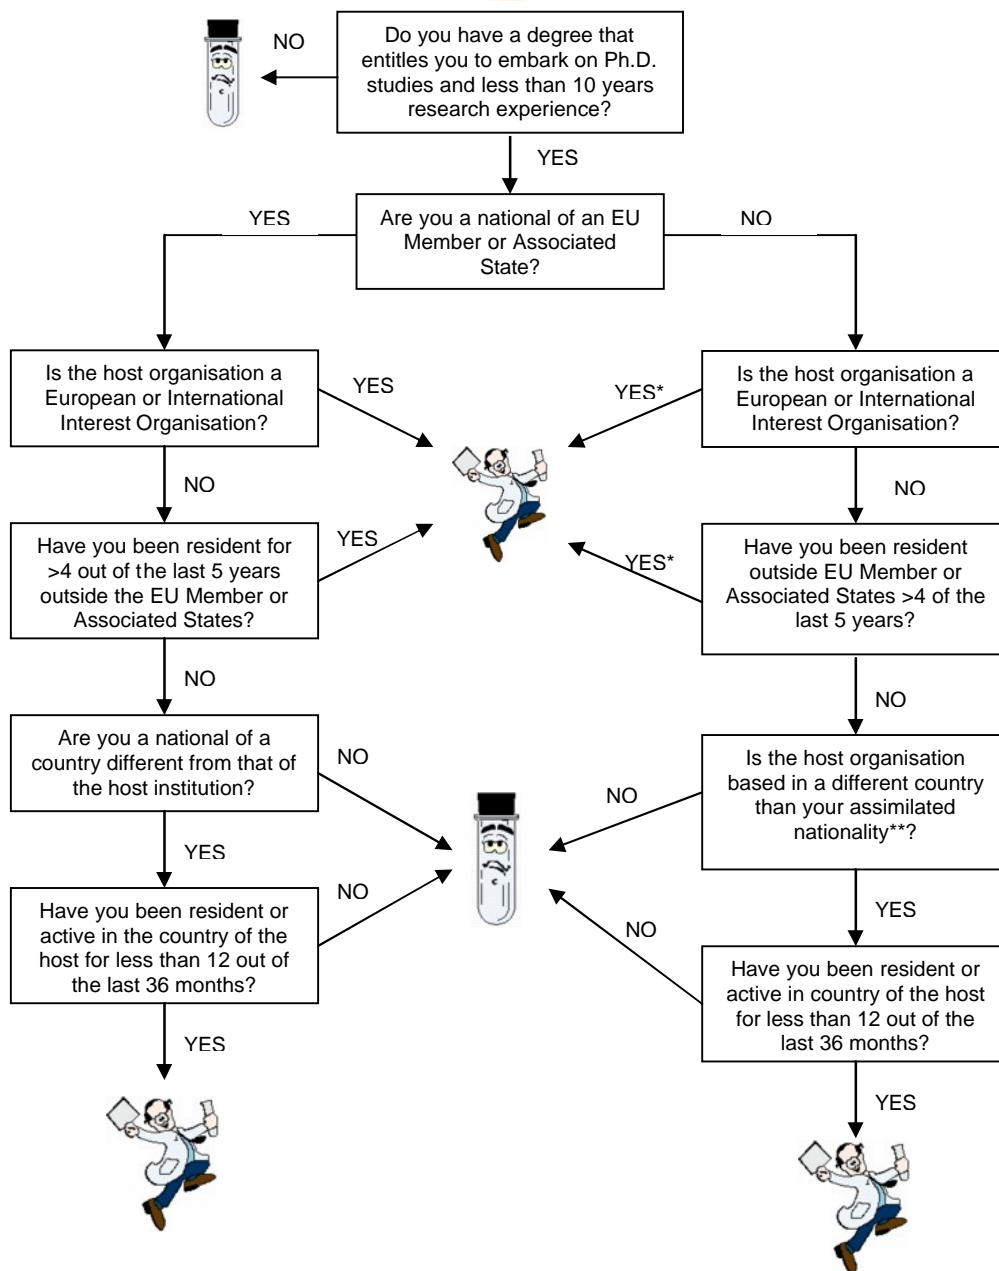 NO
Do you have a degree that
entitles you to embark on Ph.D.
studies and less than 10 years
research experience?
YES
YES
Are you a national of an EU
Member or Associated
State?
NO
Is the host organisation a
European or International
Interest Organisation?
YES
YES*
Is the host organisation a
European or International
Interest Organisation?
NO
NO
Have you been resident for
>4 out of the last 5 years
outside the EU Member or
Associated States?
YES
YES*
Have you been resident
outside EU Member or
Associated States >4 of the
last 5 years?
NO
NO
Are you a national of a
country different from that of
the host institution?
NO
NO
Is the host organisation
based in a different country
than your assimilated
nationality**?
YES
YES
Have you been resident or
active in the country of the
host for less than 12 out of
the last 36 months?
NO
NO
Have you been resident or
active in country of the host
for less than 12 out of the
last 36 months?
YES
YES